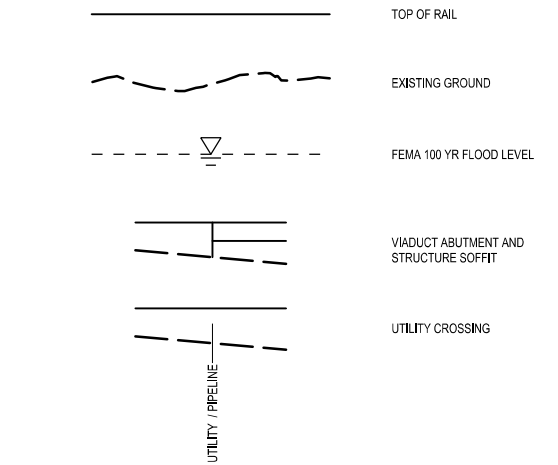 TOP OF RAIL
EXISTING GROUND
FEMA 100 YR FLOOD LEVEL
VIADUCT ABUTMENT AND
STRUCTURE SOFFIT
UTILITY CROSSING
UTILITY / PIPELINE